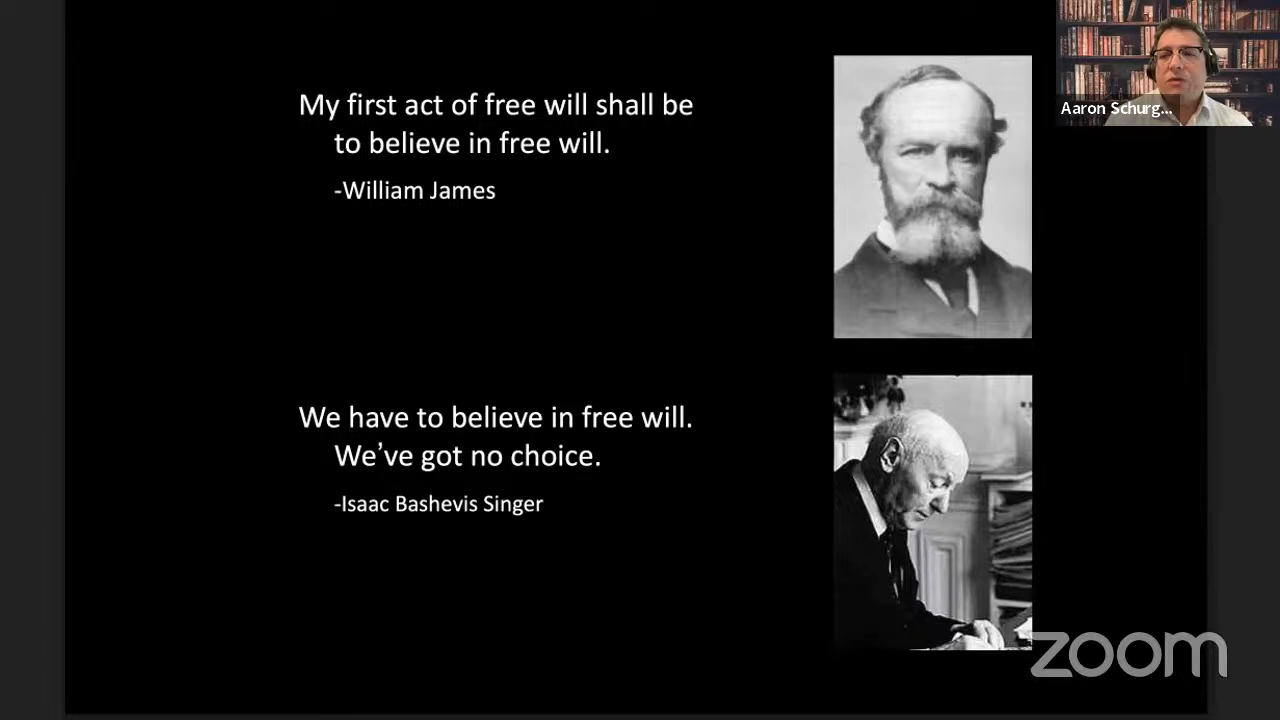 My first act of free will shall be
to believe in free will.
-William James
We have to believe in free will.
We’ve got no choice.
-Isaac Bashevis Singer
Aaron Schurg...
zoom